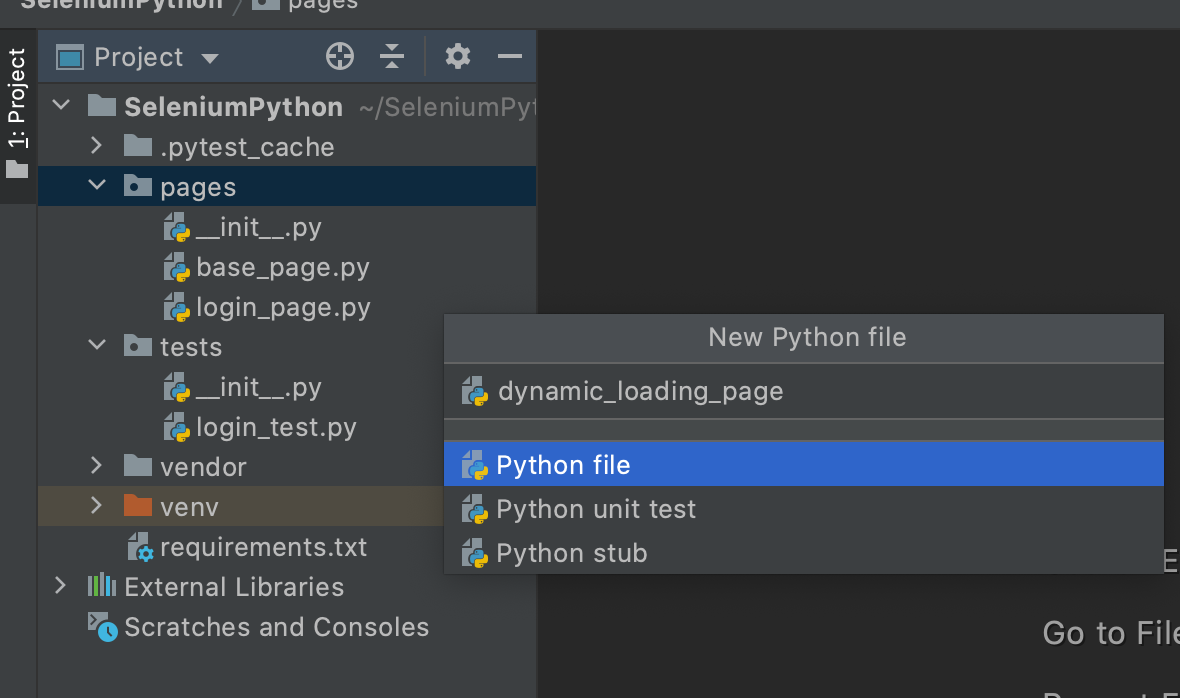 SeleniumPython / pages
1: Project
Project
SeleniumPython ~/SeleniumPyt
.pytest_cache
pages
__init__.py
base_page.py
login_page.py
tests
__init__.py
login_test.py
vendor
venv
requirements.txt
External Libraries
Scratches and Consoles
New Python file
dynamic_loading_page
Python file
Python unit test
Python stub
Go to File